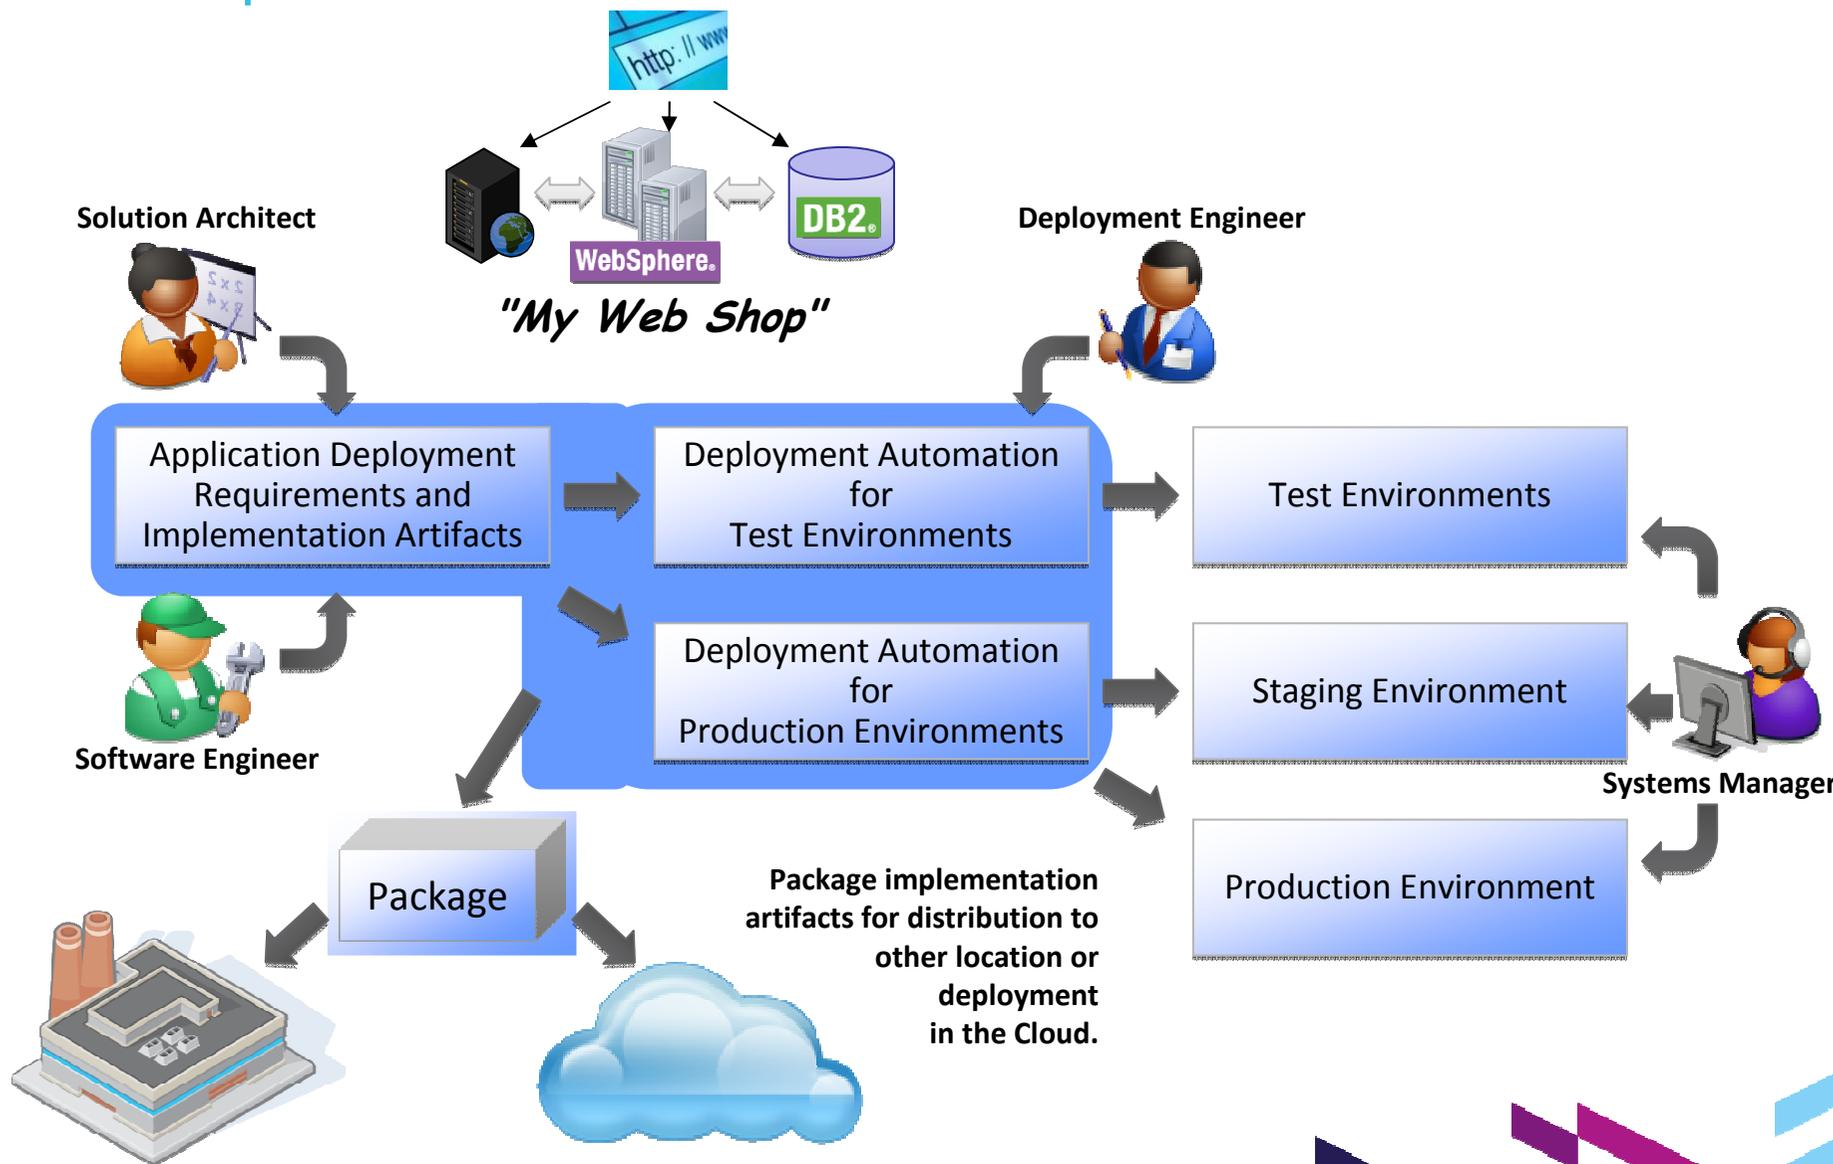 http: // www
DB2®
WebSphere®
"My Web Shop"
Solution Architect
2 x 2
Deployment Engineer
Application Deployment
Requirements and
Implementation Artifacts
Deployment Automation
for
Test Environments
Test Environments
Software Engineer
Deployment Automation
for
Production Environments
Staging Environment
Systems Manager
Package
Package implementation
artifacts for distribution to
other location or
deployment
in the Cloud.
Production Environment